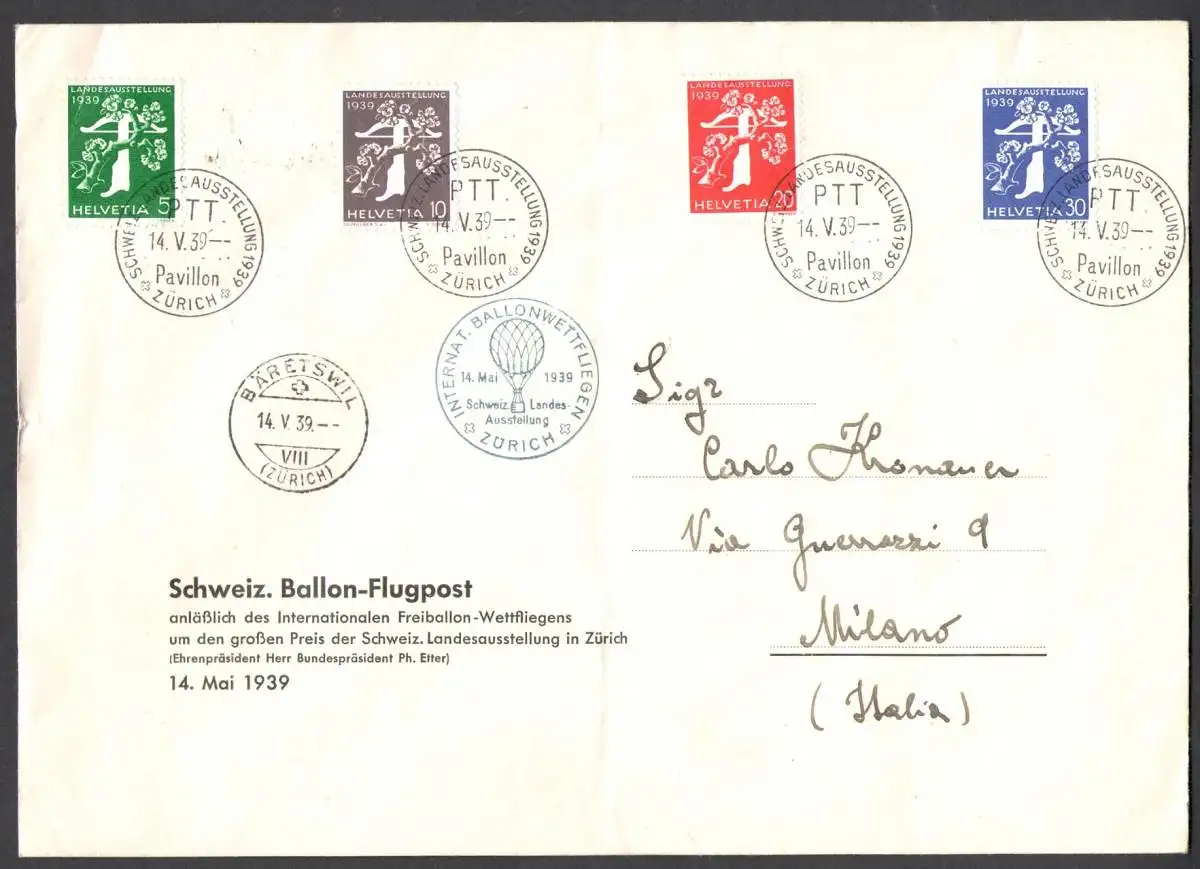 LANDESAUSSTELLUNG
1939
HELVETIA 5
LANDESAUSSTELLUNG
1939
HELVETIA 10
LANDESAUSSTELLUNG
1939
HELVETIA 20
LANDESAUSSTELLUNG
1939
HELVETIA 30
SCHWEIZ. LANDESAUSSTELLUNG 1939
PTT.
14. V. 39--
Pavillon
ZÜRICH
SCHWEIZ. LANDESAUSSTELLUNG 1939
PTT.
14. V. 39--
Pavillon
ZÜRICH
SCHWEIZ. LANDESAUSSTELLUNG 1939
PTT
14. V. 39--
Pavillon
ZÜRICH
SCHWEIZ. LANDESAUSSTELLUNG 1939
PTT.
14. V. 39--
Pavillon
ZÜRICH
INTERNAT. BALLONWETTFLIEGEN
14. Mai 1939
Schweiz. Landes-
Ausstellung
ZÜRICH
BÄRETSWIL
14. V. 39.--
VIII
(ZÜRICH)
Sigr
Carlo Kronauer
Via Guerrazzi 9
Milano
(Italia)
Schweiz. Ballon-Flugpost
anläßlich des Internationalen Freiballon-Wettfliegens
um den großen Preis der Schweiz. Landesausstellung in Zürich
(Ehrenpräsident Herr Bundespräsident Ph. Etter)
14. Mai 1939